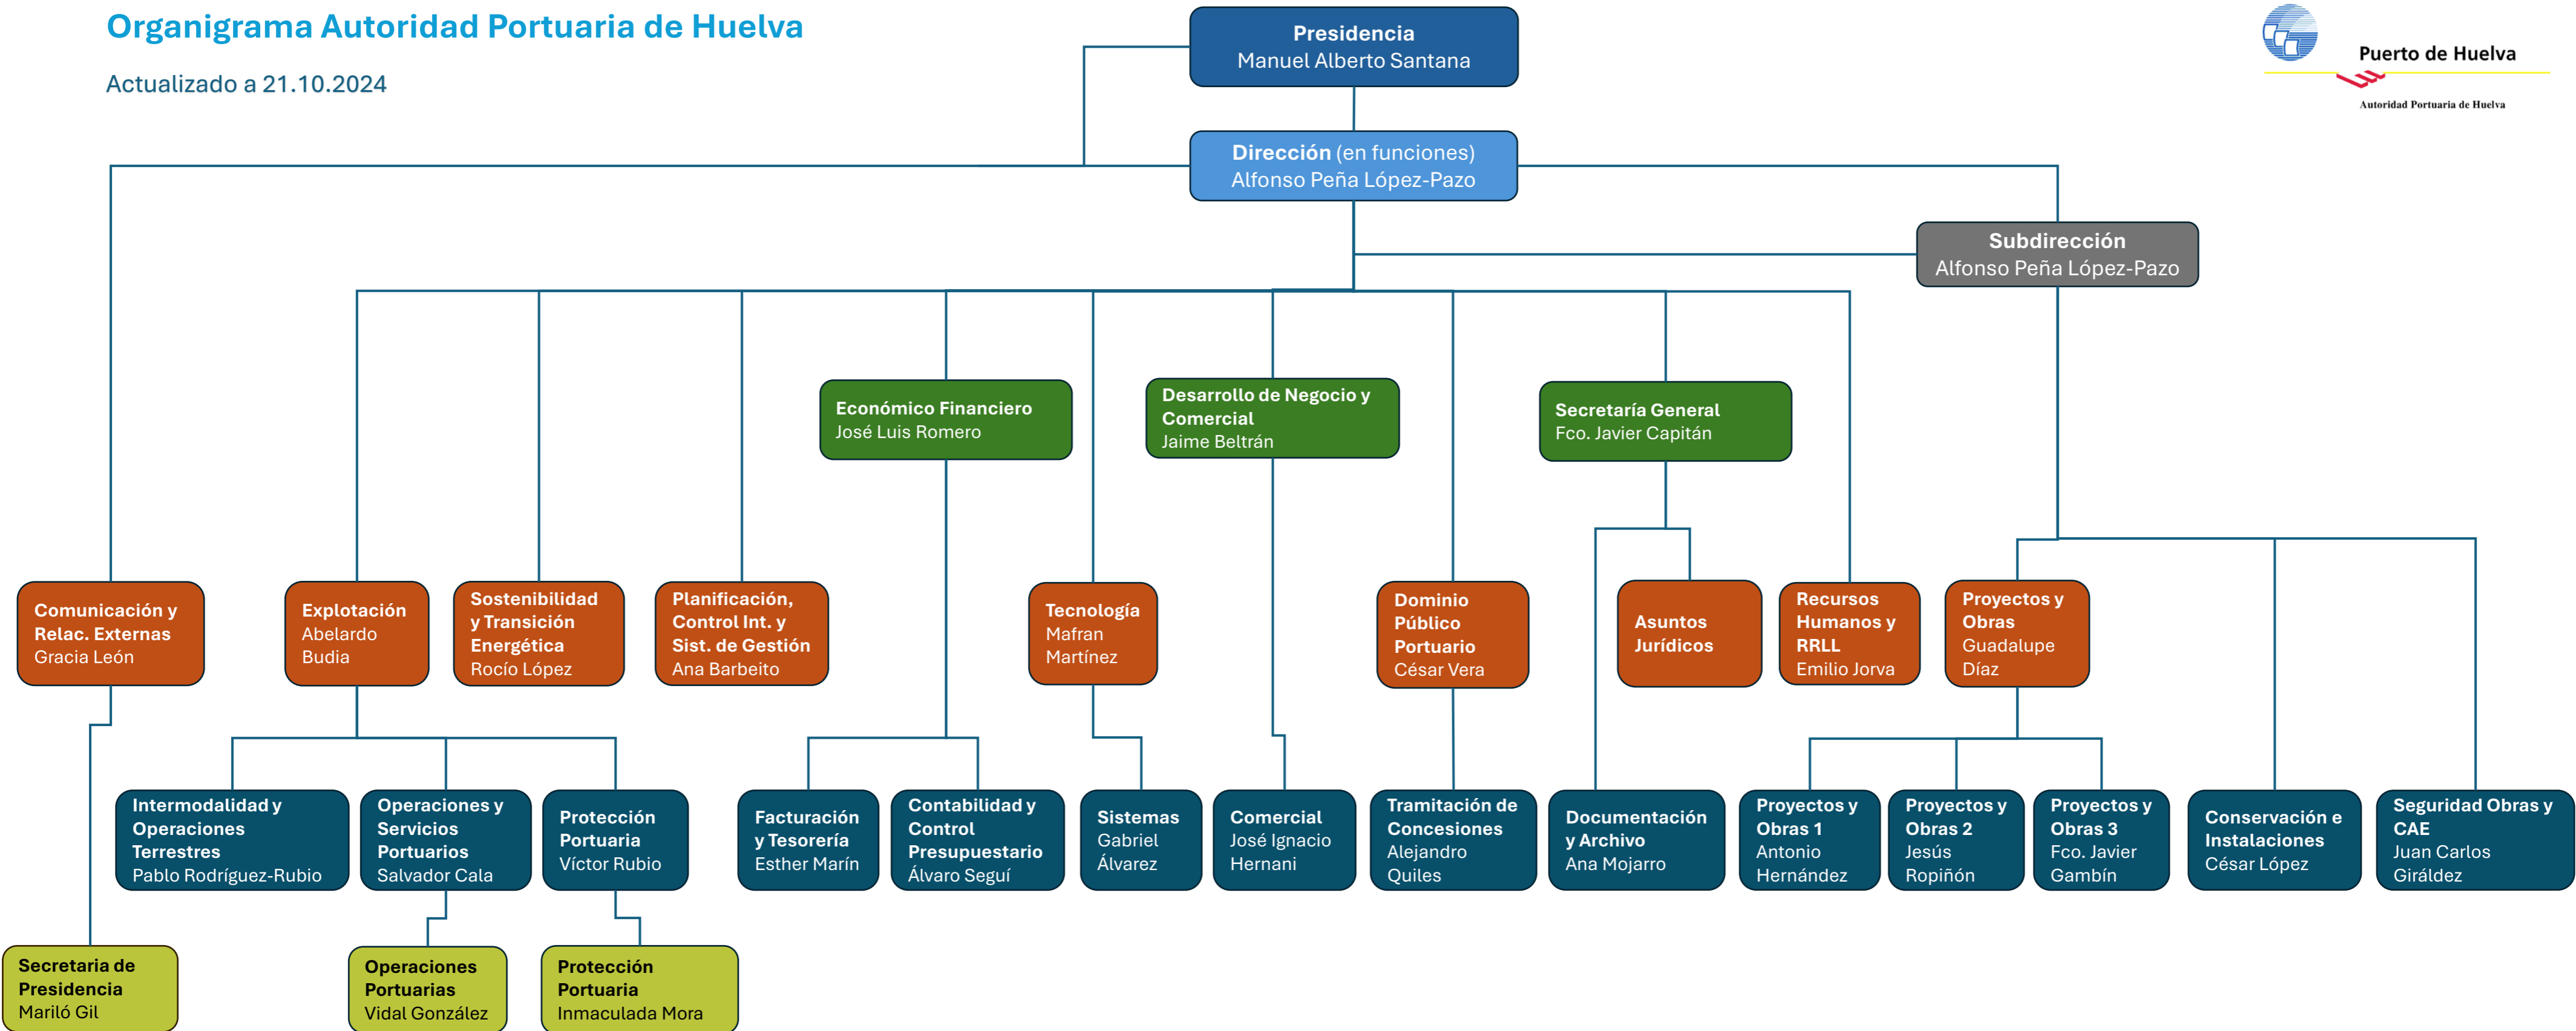 Organigrama Autoridad Portuaria de Huelva
Actualizado a 21.10.2024
Puerto de Huelva
Autoridad Portuaria de Huelva
Presidencia
Manuel Alberto Santana
Dirección (en funciones)
Alfonso Peña López-Pazo
Subdirección
Alfonso Peña López-Pazo
Económico Financiero
José Luis Romero
Desarrollo de Negocio y
Comercial
Jaime Beltrán
Secretaría General
Fco. Javier Capitán
Comunicación y
Relac. Externas
Gracia León
Explotación
Abelardo
Budia
Sostenibilidad
y Transición
Energética
Rocío López
Planificación,
Control Int. y
Sist. de Gestión
Ana Barbeito
Tecnología
Mafran
Martínez
Dominio
Público
Portuario
César Vera
Asuntos
Jurídicos
Recursos
Humanos y
RRLL
Emilio Jorva
Proyectos y
Obras
Guadalupe
Díaz
Intermodalidad y
Operaciones
Terrestres
Pablo Rodríguez-Rubio
Operaciones y
Servicios
Portuarios
Salvador Cala
Protección
Portuaria
Víctor Rubio
Facturación
y Tesorería
Esther Marín
Contabilidad y
Control
Presupuestario
Álvaro Seguí
Sistemas
Gabriel
Álvarez
Comercial
José Ignacio
Hernani
Tramitación de
Concesiones
Alejandro
Quiles
Documentación
y Archivo
Ana Mojarro
Proyectos y
Obras 1
Antonio
Hernández
Proyectos y
Obras 2
Jesús
Ropiñón
Proyectos y
Obras 3
Fco. Javier
Gambín
Conservación e
Instalaciones
César López
Seguridad Obras y
CAE
Juan Carlos
Giráldez
Secretaria de
Presidencia
Mariló Gil
Operaciones
Portuarias
Vidal González
Protección
Portuaria
Inmaculada Mora